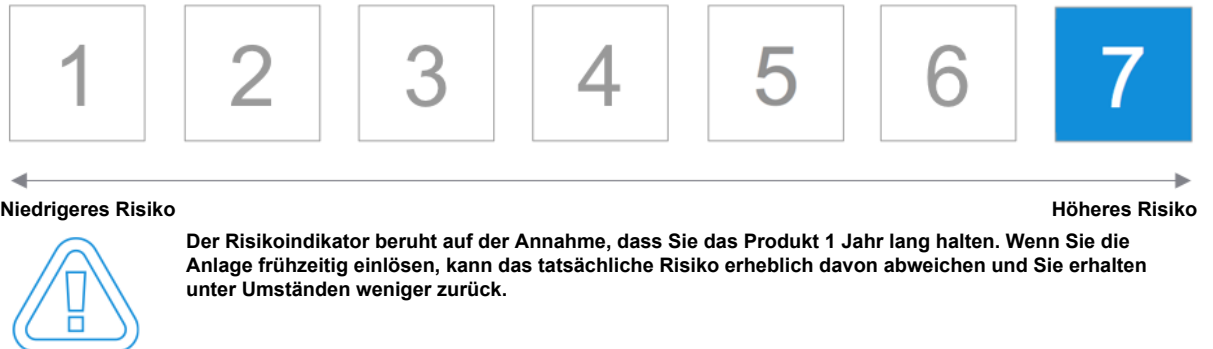 1 2 3 4 5 6 7
Niedrigeres Risiko Höheres Risiko
Der Risikoindikator beruht auf der Annahme, dass Sie das Produkt 1 Jahr lang halten. Wenn Sie die
Anlage frühzeitig einlösen, kann das tatsächliche Risiko erheblich davon abweichen und Sie erhalten
unter Umständen weniger zurück.